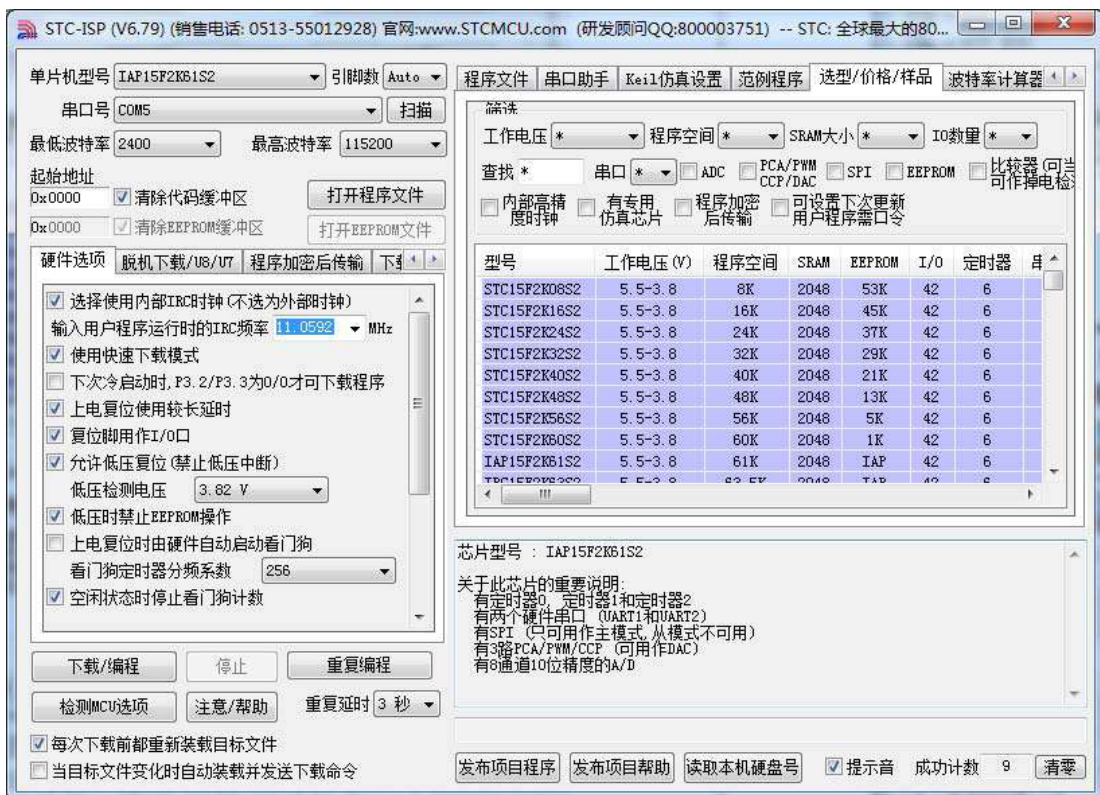 STC-ISP (V6.79) (销售电话: 0513-55012928) 官网:www.STCMCU.com (研发顾问QQ:800003751) -- STC: 全球最大的80...
单片机型号 IAP15F2K61S2 引脚数 Auto
串口号 COM5 扫描
最低波特率 2400 最高波特率 115200
起始地址
0x0000 清除代码缓冲区 打开程序文件
0x0000 清除EEPROM缓冲区 打开EEPROM文件
硬件选项 脱机下载/U8/U7 程序加密后传输
选择使用内部IRC时钟(不选为外部时钟)
输入用户程序运行时的IRC频率 11.0592 MHz
使用快速下载模式
下次冷启动时,P3.2/P3.3为0/0才可下载程序
上电复位使用较长延时
复位脚用作I/O口
允许低压复位(禁止低压中断)
低压检测电压 3.82 V
低压时禁止EEPROM操作
上电复位时由硬件自动启动看门狗
看门狗定时器分频系数 256
空闲状态时停止看门狗计数
下载/编程 停止 重复编程
检测MCU选项 注意/帮助 重复延时 3 秒
每次下载前都重新装载目标文件
当目标文件变化时自动装载并发送下载命令
程序文件 串口助手 Keil仿真设置 范例程序 选型/价格/样品 波特率计算器
筛选
工作电压 * 程序空间 * SRAM大小 * IO数量 *
查找 * 串口 * ADC PCA/PWM CCP/DAC SPI EEPROM 比较器(可当 可作掉电检
内部高精度时钟 有专用仿真芯片 程序加密后传输 可设置下次更新用户程序需口令
型号 工作电压(V) 程序空间 SRAM EEPROM I/O 定时器 串
STC15F2K08S2 5.5-3.8 8K 2048 53K 42 6
STC15F2K16S2 5.5-3.8 16K 2048 45K 42 6
STC15F2K24S2 5.5-3.8 24K 2048 37K 42 6
STC15F2K32S2 5.5-3.8 32K 2048 29K 42 6
STC15F2K40S2 5.5-3.8 40K 2048 21K 42 6
STC15F2K48S2 5.5-3.8 48K 2048 13K 42 6
STC15F2K56S2 5.5-3.8 56K 2048 5K 42 6
STC15F2K60S2 5.5-3.8 60K 2048 1K 42 6
IAP15F2K61S2 5.5-3.8 61K 2048 IAP 42 6
芯片型号 : IAP15F2K61S2
关于此芯片的重要说明:
有定时器0, 定时器1和定时器2
有两个硬件串口 (UART1和UART2)
有SPI (只可用作主模式,从模式不可用)
有3路PCA/PWM/CCP (可用作DAC)
有8通道10位精度的A/D
发布项目程序 发布项目帮助 读取本机硬盘号 提示音 成功计数 9 清零